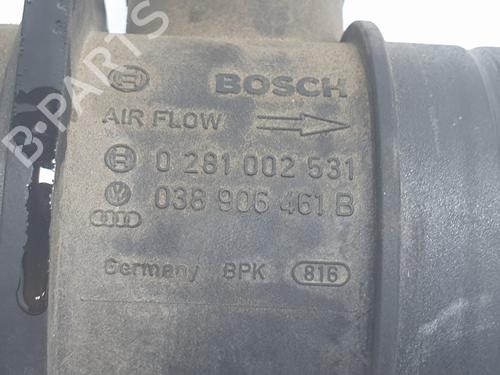 BOSCH
AIR FLOW
0 281 002 531
038 906 461 B
Germany BPK 816
B-PARTS